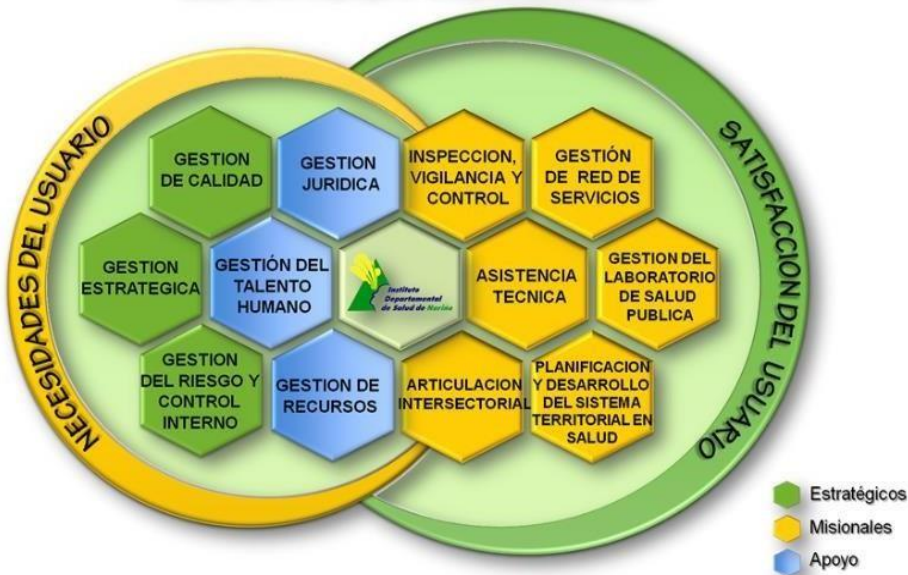 NECESIDADES DEL USUARIO
SATISFACCION DEL USUARIO
GESTION
DE CALIDAD
GESTION
JURIDICA
INSPECCION,
VIGILANCIA Y
CONTROL
GESTIÓN
DE RED DE
SERVICIOS
GESTION
ESTRATEGICA
GESTIÓN DEL
TALENTO
HUMANO
Instituto
Departamental
de Salud de Nariño
ASISTENCIA
TECNICA
GESTION DEL
LABORATORIO
DE SALUD
PUBLICA
GESTION
DEL RIESGO Y
CONTROL
INTERNO
GESTION DE
RECURSOS
ARTICULACION
INTERSECTORIAL
PLANIFICACION
Y DESARROLLO
DEL SISTEMA
TERRITORIAL EN
SALUD
Estratégicos
Misionales
Apoyo